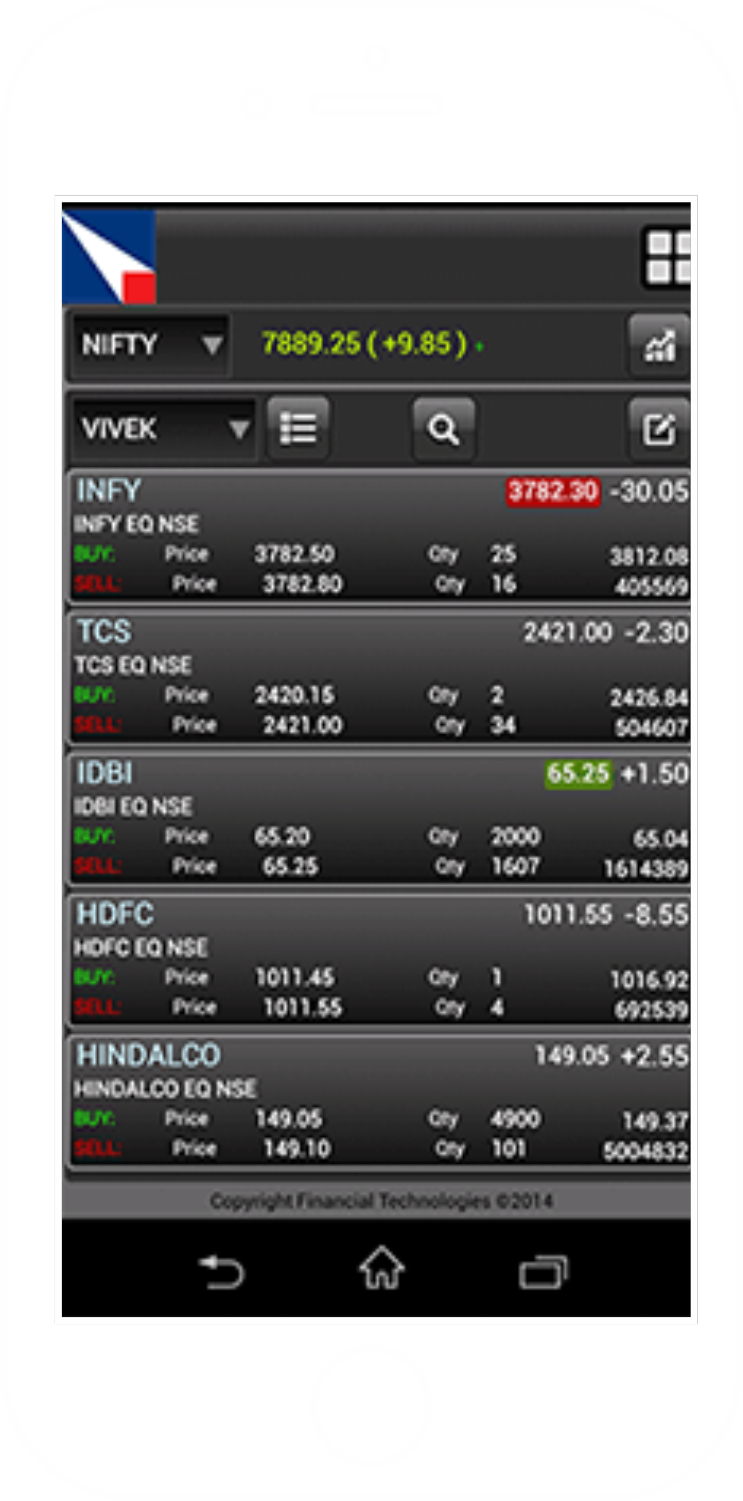 NIFTY 7889.25 ( +9.85 )
VIVEK
INFY 3782.30 -30.05
INFY EQ NSE
BUY: Price 3782.50 Qty 25 3812.08
SELL: Price 3782.80 Qty 16 405569
TCS 2421.00 -2.30
TCS EQ NSE
BUY: Price 2420.15 Qty 2 2426.84
SELL: Price 2421.00 Qty 34 504607
IDBI 65.25 +1.50
IDBI EQ NSE
BUY: Price 65.20 Qty 2000 65.04
SELL: Price 65.25 Qty 1607 1614389
HDFC 1011.55 -8.55
HDFC EQ NSE
BUY: Price 1011.45 Qty 1 1016.92
SELL: Price 1011.55 Qty 4 692539
HINDALCO 149.05 +2.55
HINDALCO EQ NSE
BUY: Price 149.05 Qty 4900 149.37
SELL: Price 149.10 Qty 101 5004832
Copyright Financial Technologies ©2014